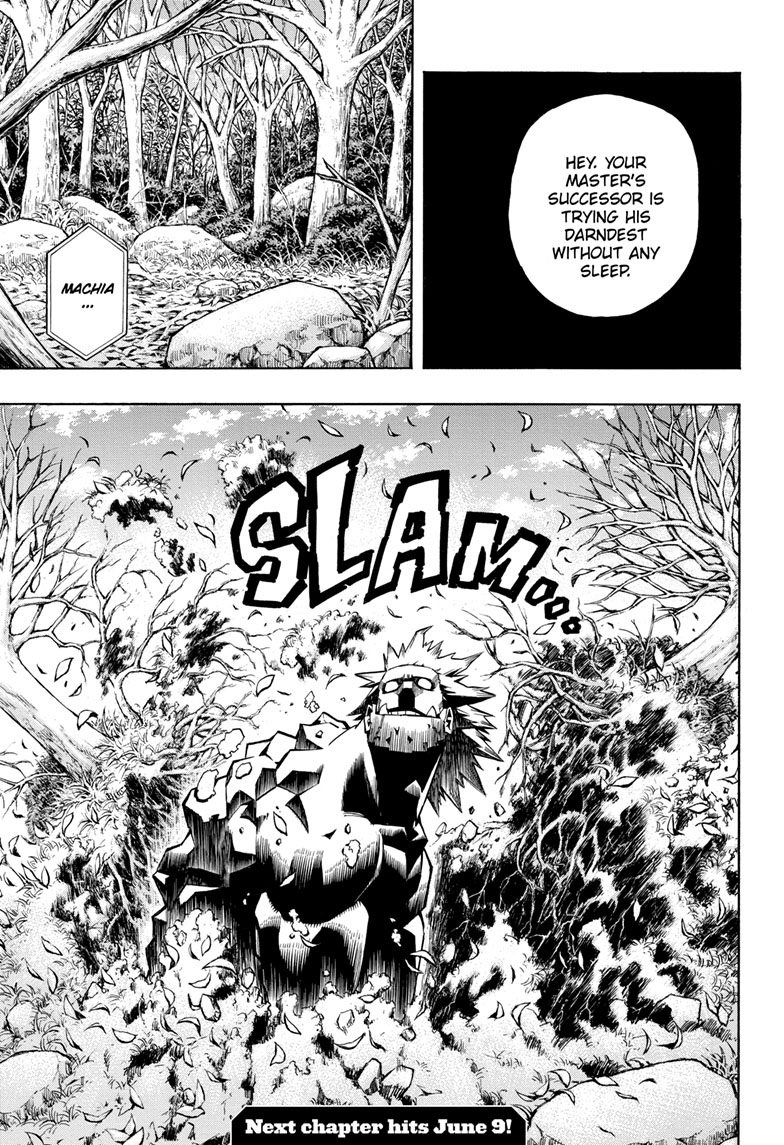 HEY. YOUR
MASTER'S
SUCCESSOR IS
TRYING HIS
DARNDEST
WITHOUT ANY
SLEEP.
MACHIA
...
SLAM...
Next chapter hits June 9!